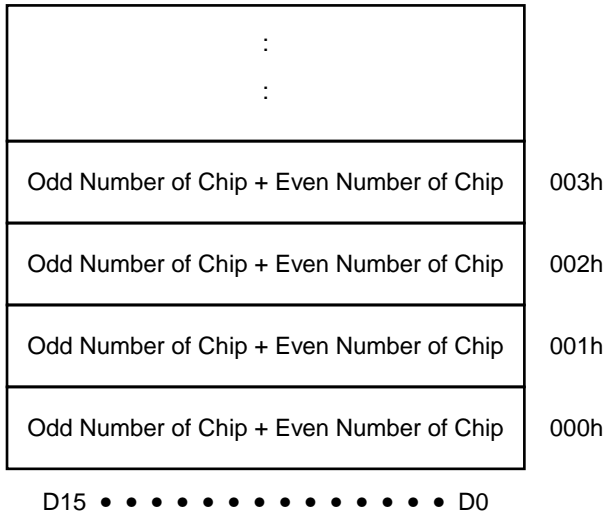 :
:
Odd Number of Chip + Even Number of Chip 003h
Odd Number of Chip + Even Number of Chip 002h
Odd Number of Chip + Even Number of Chip 001h
Odd Number of Chip + Even Number of Chip 000h
D15 • • • • • • • • • • • • • • D0